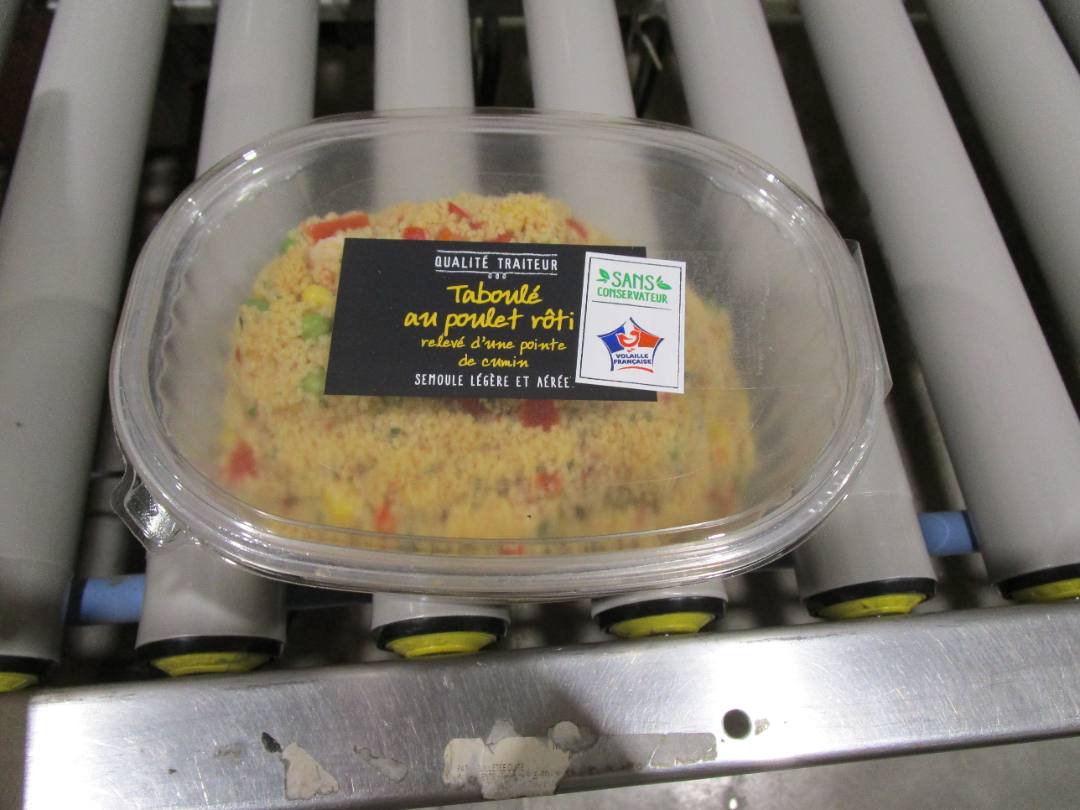 QUALITÉ TRAITEUR
Taboulé
au poulet rôti
relevé d'une pointe
de cumin
SEMOULE LÉGÈRE ET AÉRÉE
SANS
CONSERVATEUR
VOLAILLE
FRANÇAISE